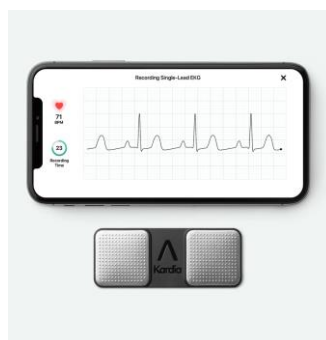 Recording Single-Lead EKG
71
BPM
23
Recording
Time
Kardia